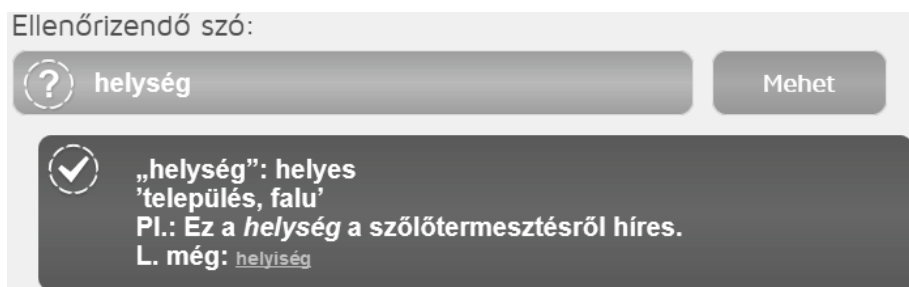 Ellenőrizendő szó:
? helység Mehet
„helység”: helyes
’település, falu’
Pl.: Ez a helység a szőlőtermesztésről híres.
L. még: helyiség